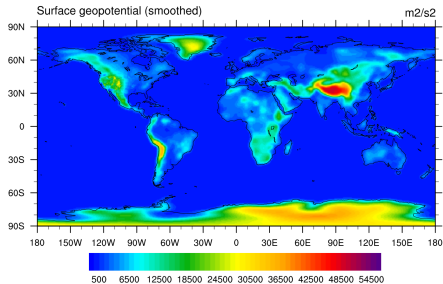 Surface geopotential (smoothed) m2/s2
90N
60N
30N
0
30S
60S
90S
180 150W 120W 90W 60W 30W 0 30E 60E 90E 120E 150E 180
500 6500 12500 18500 24500 30500 36500 42500 48500 54500